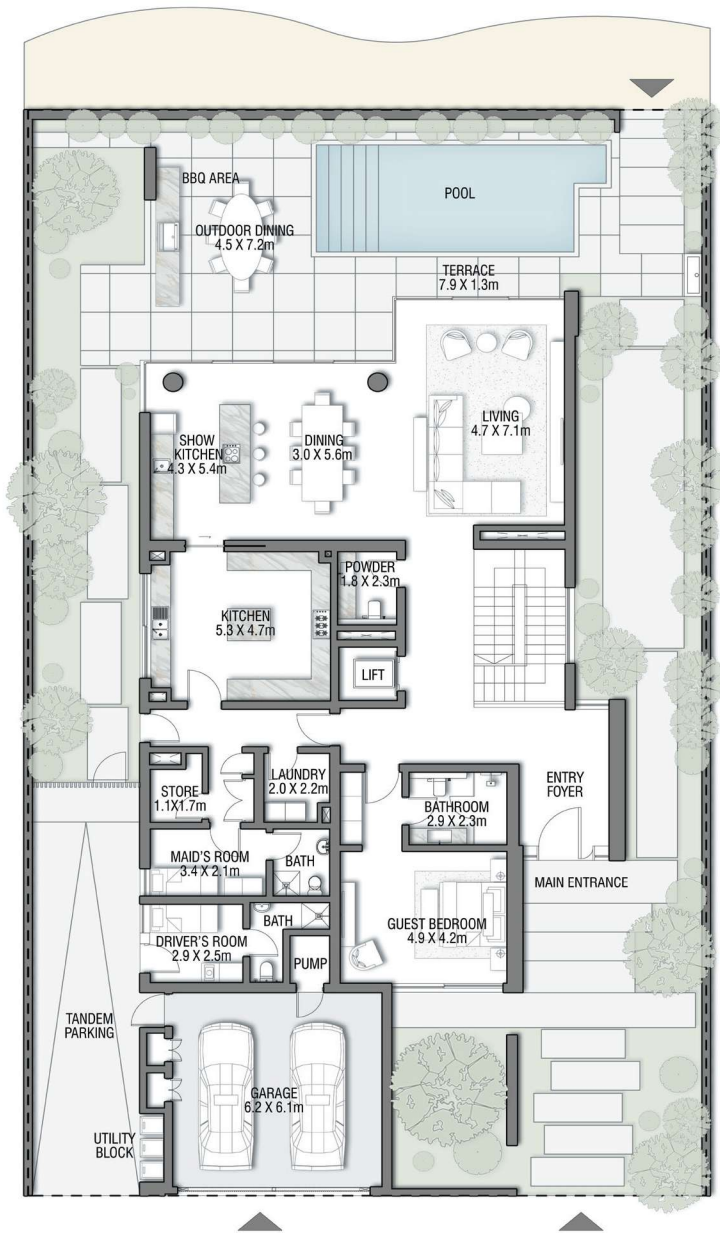 BBQ AREA
POOL
OUTDOOR DINING
4.5 X 7.2m
TERRACE
7.9 X 1.3m
LIVING
4.7 X 7.1m
SHOW
KITCHEN
4.3 X 5.4m
DINING
3.0 X 5.6m
POWDER
1.8 X 2.3m
KITCHEN
5.3 X 4.7m
LIFT
STORE
1.1X1.7m
LAUNDRY
2.0 X 2.2m
BATHROOM
2.9 X 2.3m
ENTRY
FOYER
MAID'S ROOM
3.4 X 2.1m
BATH
MAIN ENTRANCE
BATH
GUEST BEDROOM
4.9 X 4.2m
DRIVER'S ROOM
2.9 X 2.5m
PUMP
TANDEM
PARKING
GARAGE
6.2 X 6.1m
UTILITY
BLOCK